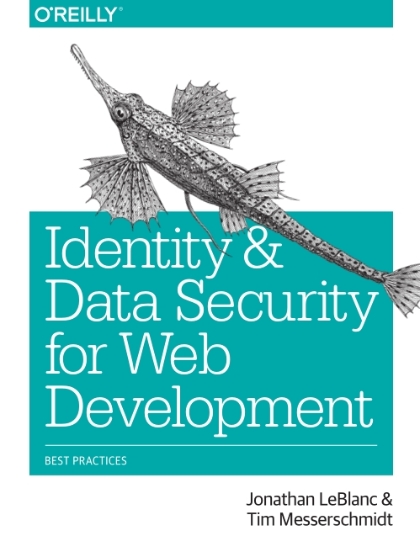 O'REILLY®
Identity &
Data Security
for Web
Development
BEST PRACTICES
Jonathan LeBlanc &
Tim Messerschmidt